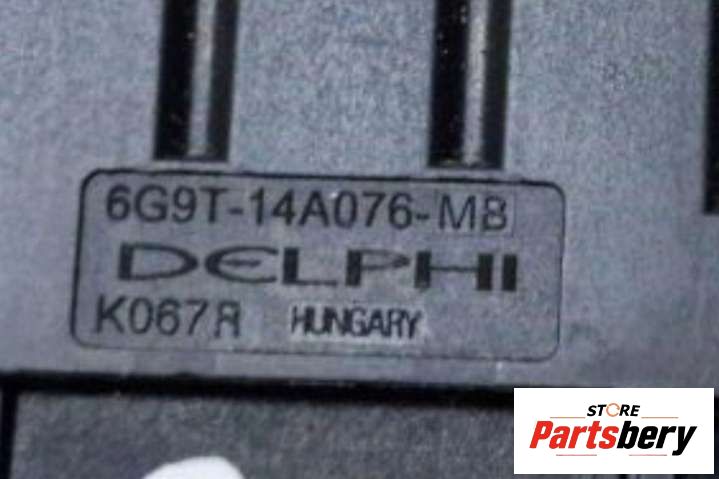 6G9T-14A076-MB
DELPHI
K067R HUNGARY
STORE
Partsbery